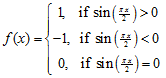 f(x) = { 1, if sin(πx/2) > 0
−1, if sin(πx/2) < 0
0, if sin(πx/2) = 0